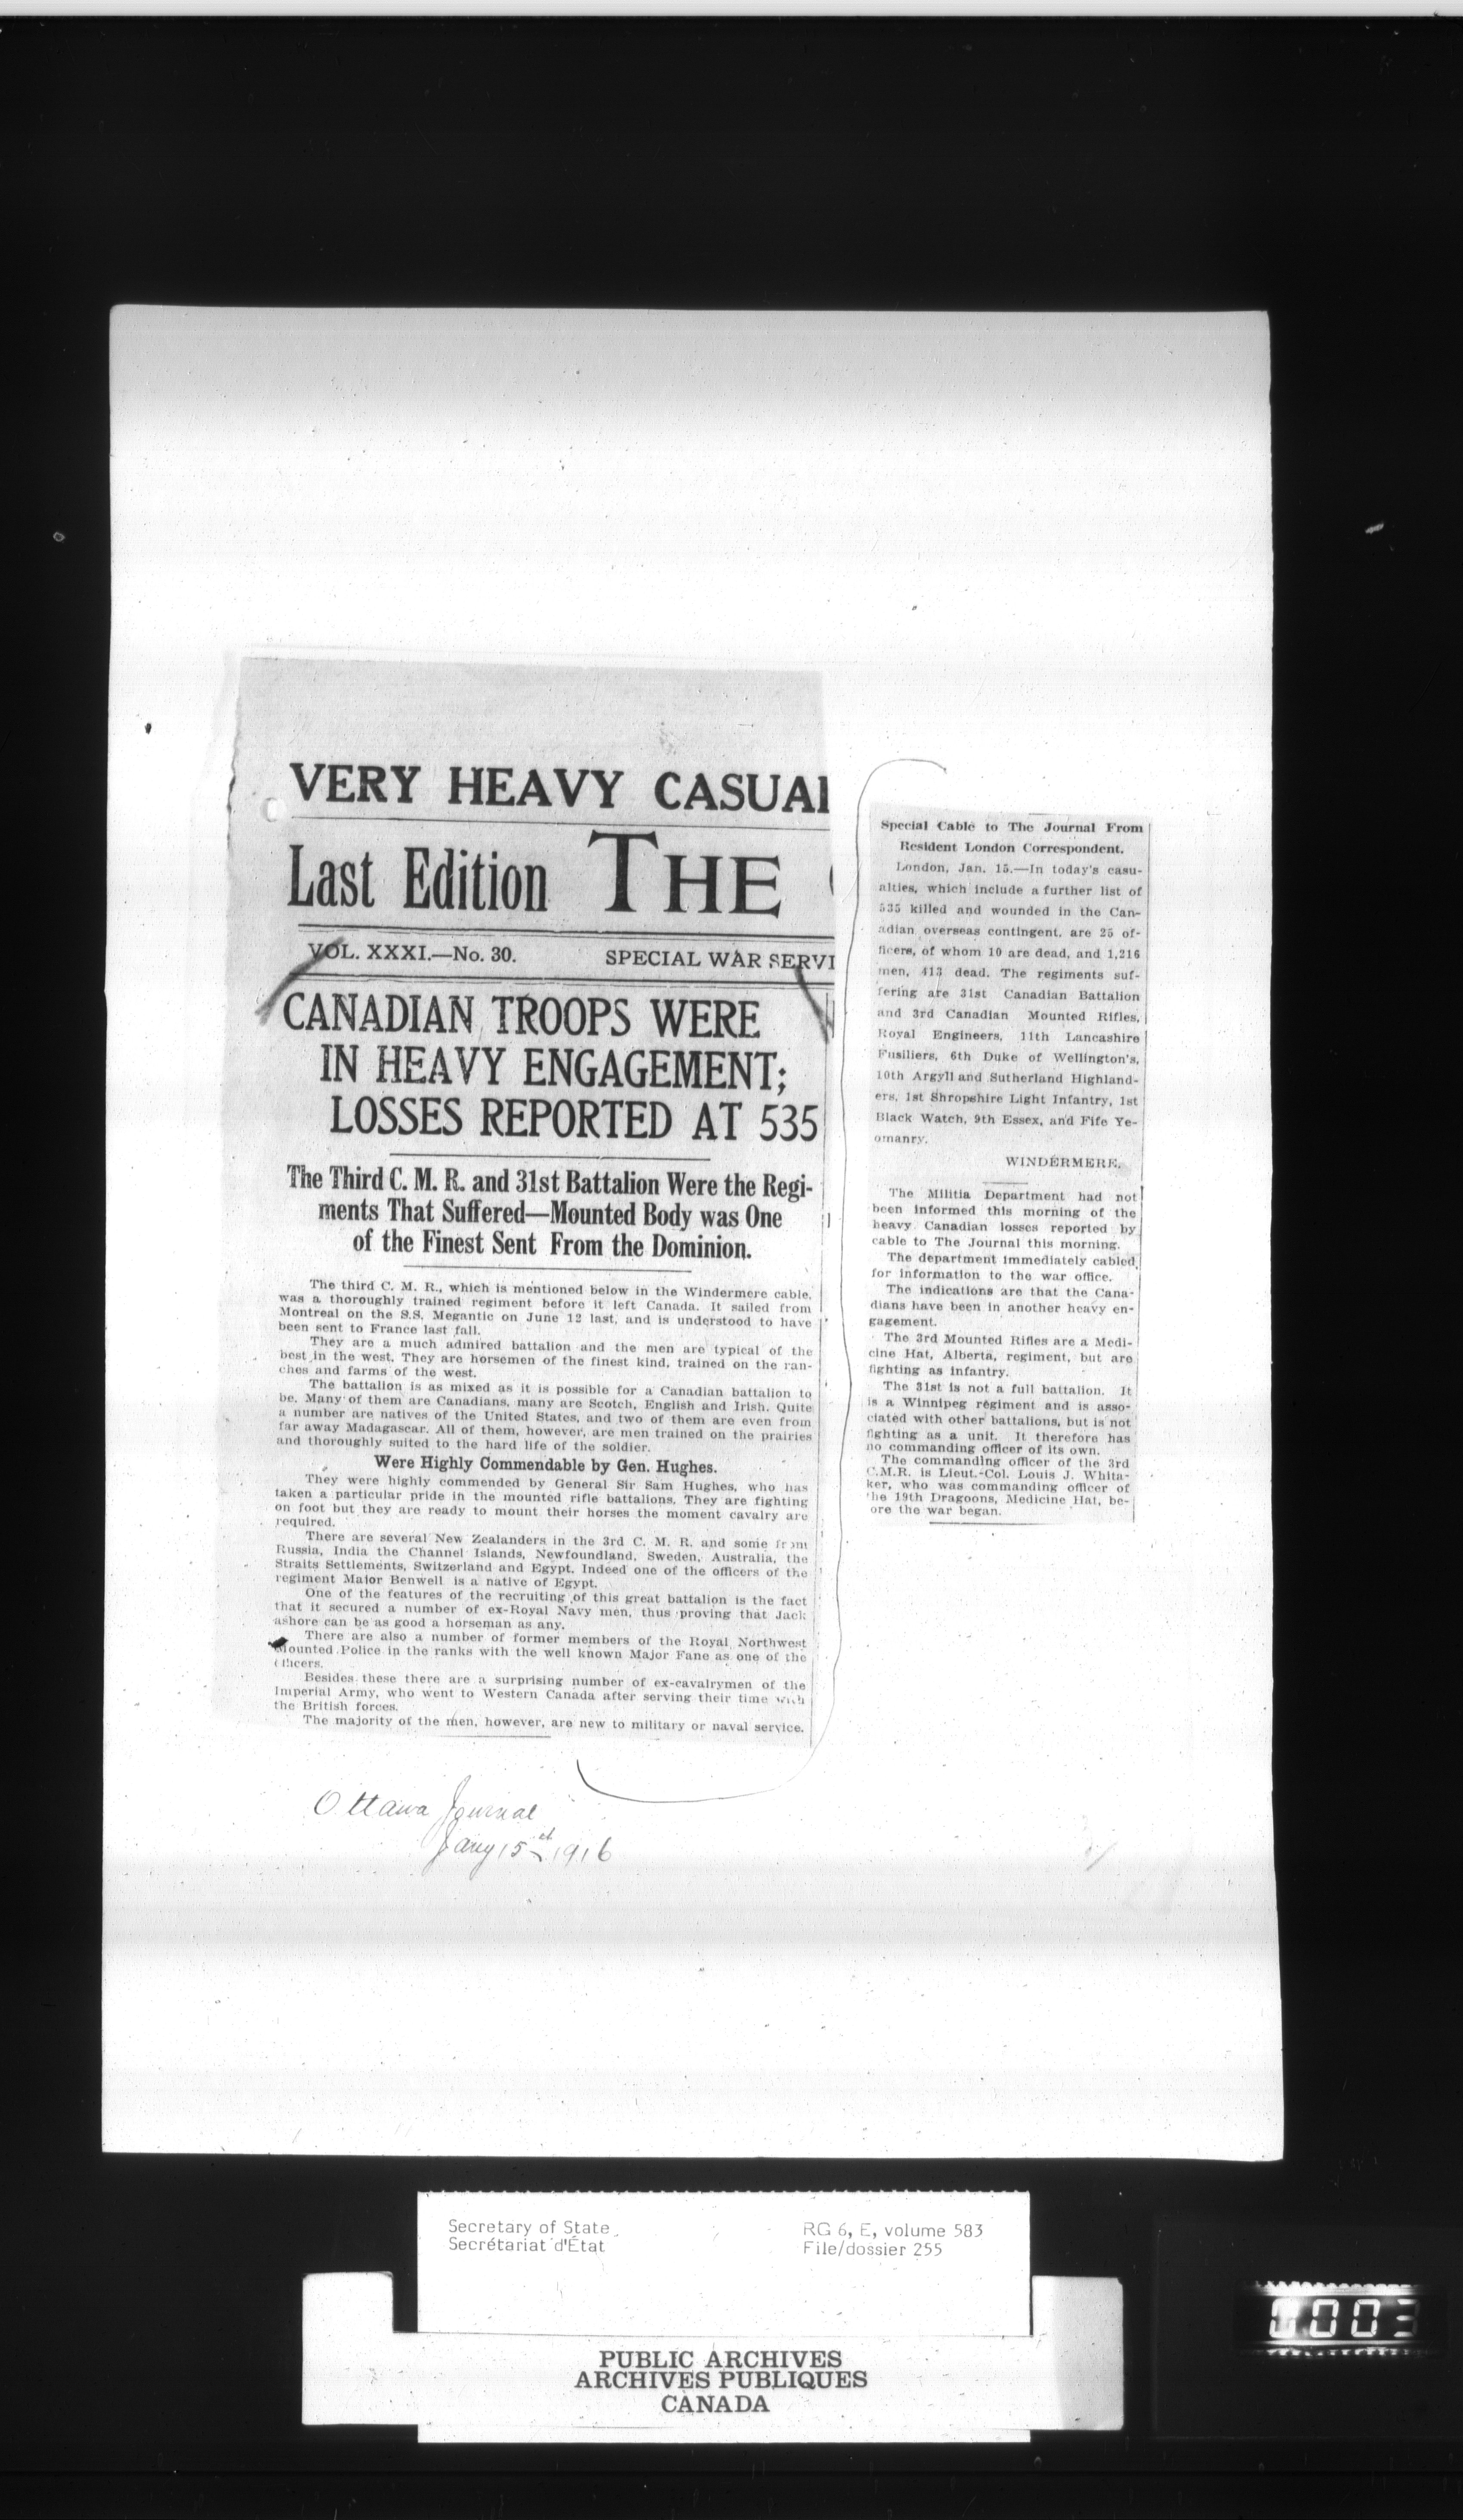 VERY HEAVY CASUAL
Last Edition THE
VOL. XXXI.—No. 30. SPECIAL WAR SERVI
CANADIAN TROOPS WERE
IN HEAVY ENGAGEMENT;
LOSSES REPORTED AT 535
The Third C. M. R. and 31st Battalion Were the Regi-
ments That Suffered—Mounted Body was One
of the Finest Sent From the Dominion.
The third C. M. R., which is mentioned below in the Windermere cable,
was a thoroughly trained regiment before it left Canada. It sailed from
Montreal on the S.S. Megantic on June 12 last, and is understood to have
been sent to France last fall.
They are a much admired battalion and the men are typical of the
best in the west. They are horsemen of the finest kind, trained on the ran-
ches and farms of the west.
The battalion is as mixed as it is possible for a Canadian battalion to
be. Many of them are Canadians, many are Scotch, English and Irish. Quite
a number are natives of the United States, and two of them are even from
far away Madagascar. All of them, however, are men trained on the prairies
and thoroughly suited to the hard life of the soldier.
Were Highly Commendable by Gen. Hughes.
They were highly commended by General Sir Sam Hughes, who has
taken a particular pride in the mounted rifle battalions. They are fighting
on foot but they are ready to mount their horses the moment cavalry are
required.
There are several New Zealanders in the 3rd C. M. R. and some from
Russia, India the Channel Islands, Newfoundland, Sweden, Australia, the
Straits Settlements, Switzerland and Egypt. Indeed one of the officers of the
regiment Major Benwell is a native of Egypt.
One of the features of the recruiting of this great battalion is the fact
that it secured a number of ex-Royal Navy men, thus proving that Jack
ashore can be as good a horseman as any.
There are also a number of former members of the Royal Northwest
Mounted Police in the ranks with the well known Major Fane as one of the
officers.
Besides these there are a surprising number of ex-cavalrymen of the
Imperial Army, who went to Western Canada after serving their time with
the British forces.
The majority of the men, however, are new to military or naval service.
Special Cable to The Journal From
Resident London Correspondent.
London, Jan. 15.—In today's casu-
alties, which include a further list of
535 killed and wounded in the Can-
adian overseas contingent, are 25 of-
ficers, of whom 10 are dead, and 1,216
men, 413 dead. The regiments suf-
fering are 31st Canadian Battalion
and 3rd Canadian Mounted Rifles,
Royal Engineers, 11th Lancashire
Fusiliers, 6th Duke of Wellington's,
10th Argyll and Sutherland Highland-
ers, 1st Shropshire Light Infantry, 1st
Black Watch, 9th Essex, and Fife Ye-
omanry.
WINDERMERE.
The Militia Department had not
been informed this morning of the
heavy Canadian losses reported by
cable to The Journal this morning.
The department immediately cabled
for information to the war office.
The indications are that the Cana-
dians have been in another heavy en-
gagement.
The 3rd Mounted Rifles are a Medi-
cine Hat, Alberta, regiment, but are
fighting as infantry.
The 31st is not a full battalion. It
is a Winnipeg regiment and is asso-
ciated with other battalions, but is not
fighting as a unit. It therefore has
no commanding officer of its own.
The commanding officer of the 3rd
C.M.R. is Lieut.-Col. Louis J. Whita-
ker, who was commanding officer of
the 19th Dragoons, Medicine Hat, be-
ore the war began.
Ottawa Journal
Jany 15 1916
Secretary of State
Secrétariat d'État
RG 6, E, volume 583
File/dossier 255
PUBLIC ARCHIVES
ARCHIVES PUBLIQUES
CANADA
0003